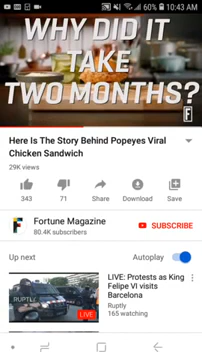 60% 10:43 AM
WHY DID IT
TAKE
TWO MONTHS?
F
Here Is The Story Behind Popeyes Viral
Chicken Sandwich
29K views
343
71
Share
Download
Save
F
Fortune Magazine
80.4K subscribers
SUBSCRIBE
Up next
Autoplay
RUPTLY
LIVE
LIVE: Protests as King
Felipe VI visits
Barcelona
Ruptly
165 watching